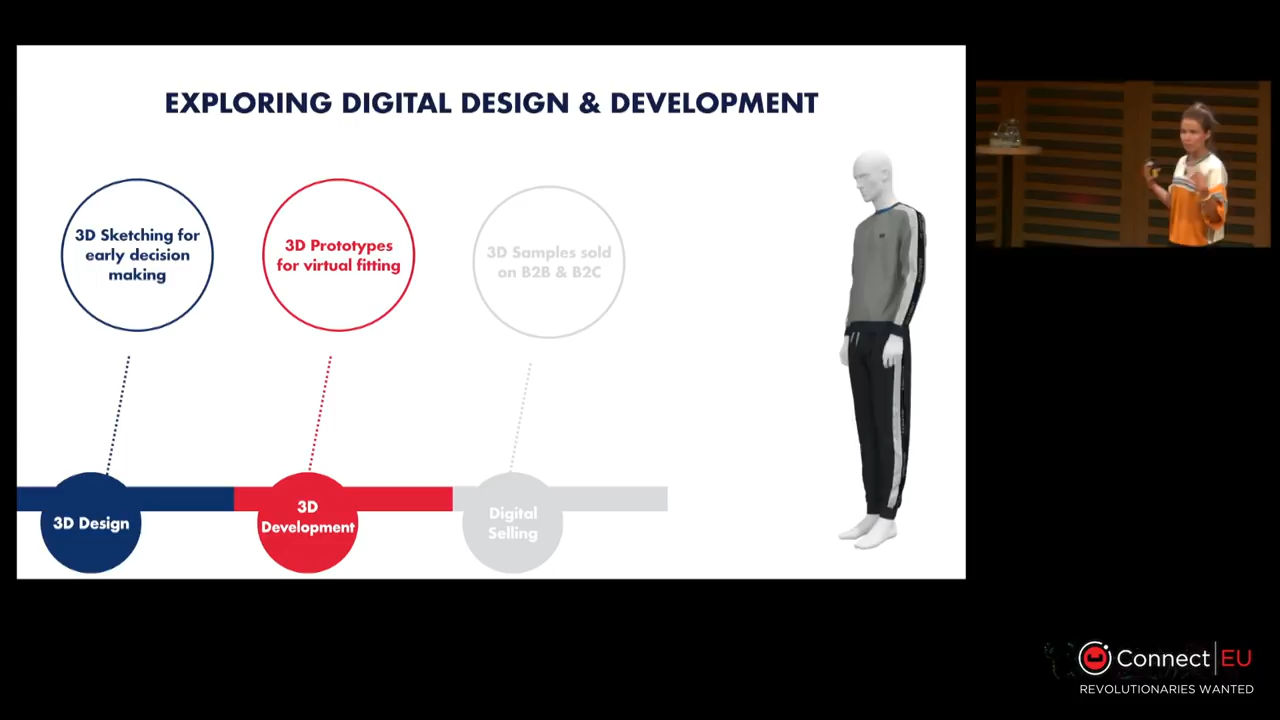 EXPLORING DIGITAL DESIGN & DEVELOPMENT
3D Sketching for
early decision
making
3D Prototypes
for virtual fitting
3D Samples sold
on B2B & B2C
3D Design
3D
Development
Digital
Selling
Connect EU
REVOLUTIONARIES WANTED